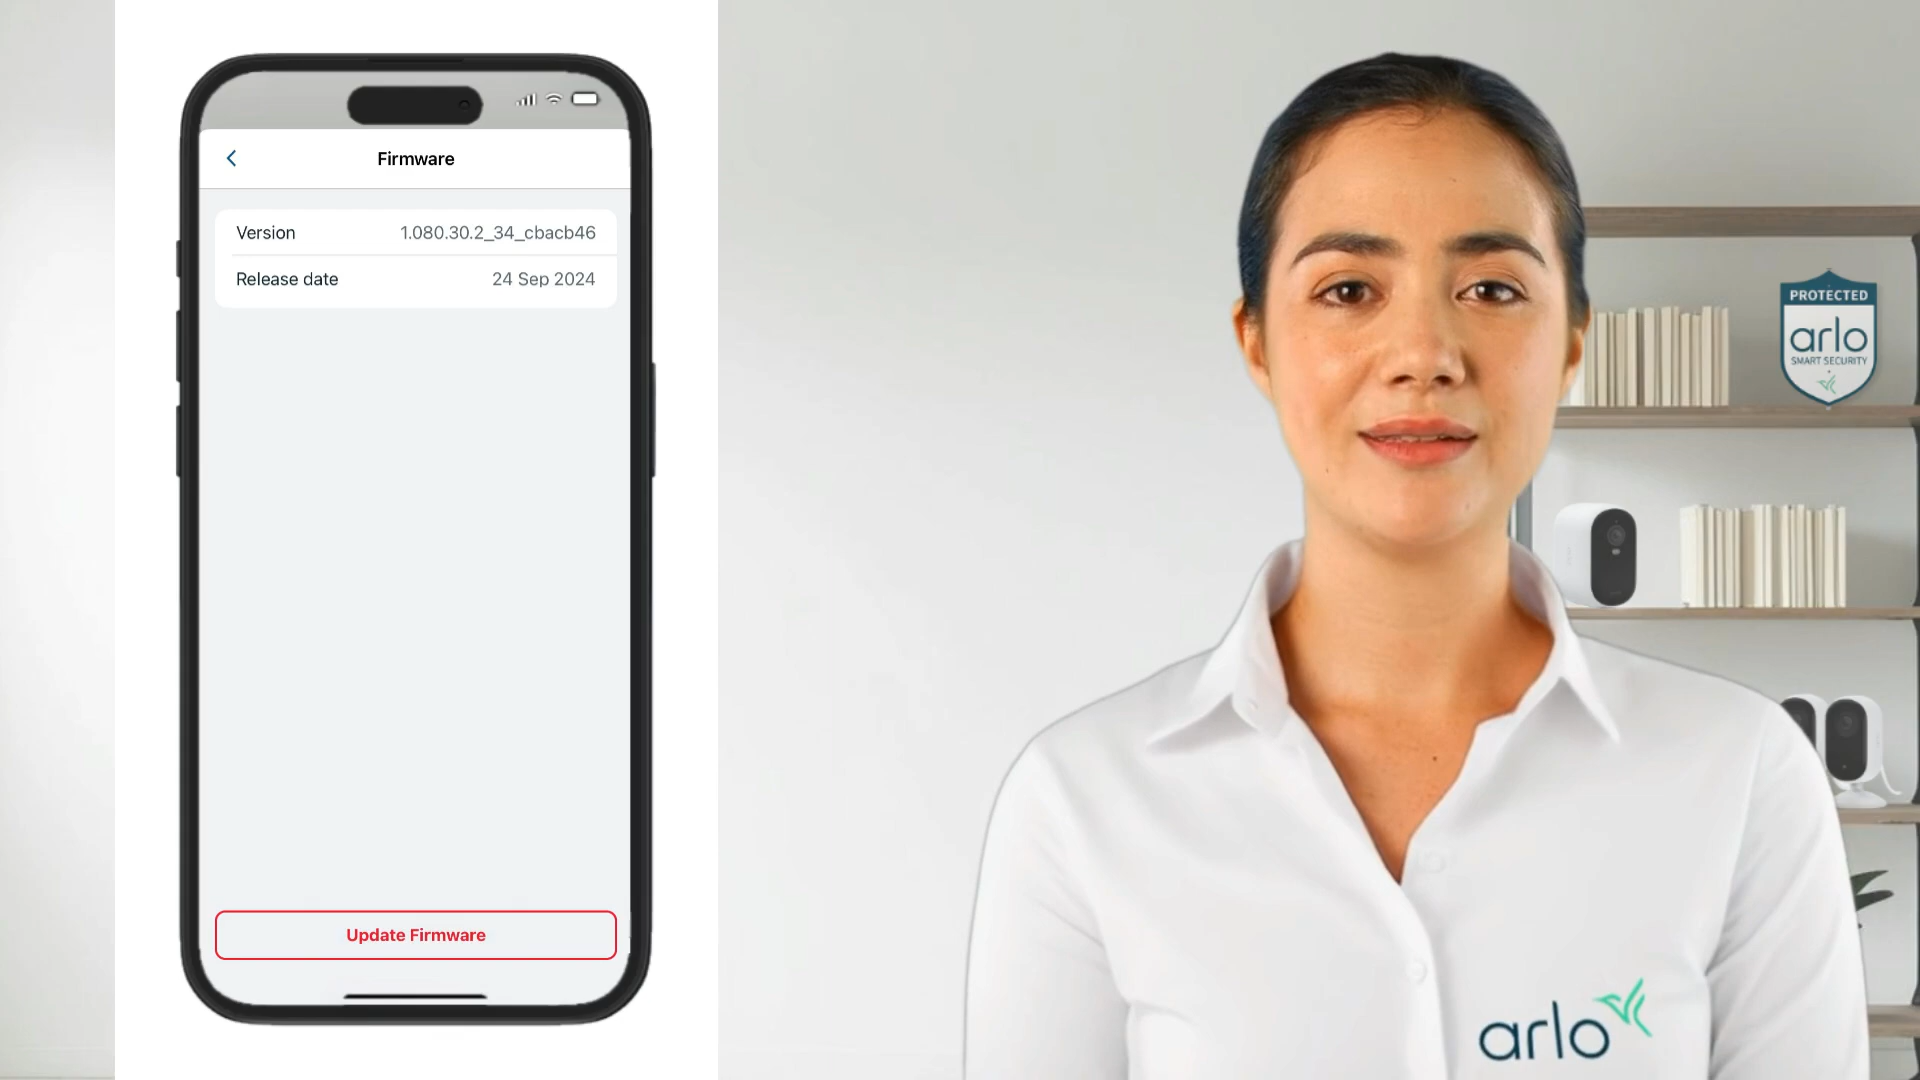 Firmware
Version 1.080.30.2_34_cbacb46
Release date 24 Sep 2024
Update Firmware
PROTECTED
arlo
SMART SECURITY
arlo